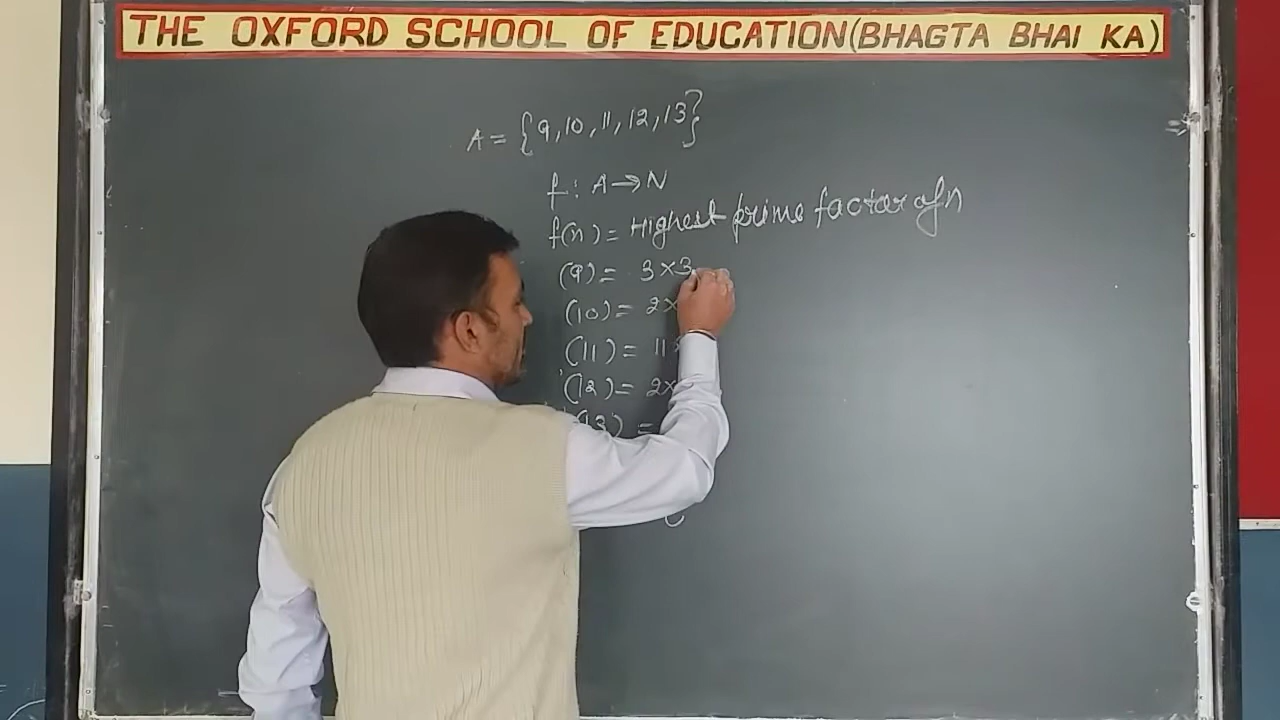 THE OXFORD SCHOOL OF EDUCATION(BHAGTA BHAI KA)
A = {9,10,11,12,13}
f : A→N
f(n) = Highest prime factor of n
(9) = 3×3
(10) = 2×
(11) = 11
(12) = 2×
13) =